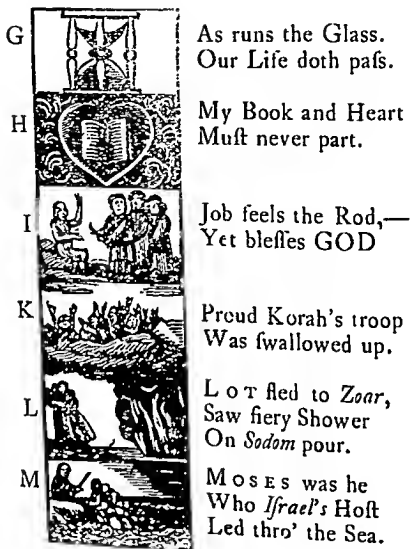 G
As runs the Glass.
Our Life doth paſs.
H
My Book and Heart
Muſt never part.
I
Job feels the Rod,—
Yet bleſſes GOD
K
Proud Korah's troop
Was ſwallowed up.
L
LOT fled to Zoar,
Saw fiery Shower
On Sodom pour.
M
MOSES was he
Who Iſrael's Hoſt
Led thro' the Sea.